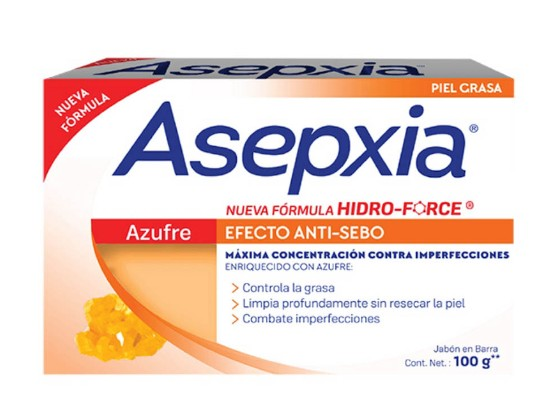 Asepxia
PIEL GRASA
NUEVA
FÓRMULA
Asepxia®
NUEVA FÓRMULA HIDRO-FORCE®
Azufre
EFECTO ANTI-SEBO
MÁXIMA CONCENTRACIÓN CONTRA IMPERFECCIONES
ENRIQUECIDO CON AZUFRE:
> Controla la grasa
> Limpia profundamente sin resecar la piel
> Combate imperfecciones
Jabón en Barra
Cont. Net.: 100 g**